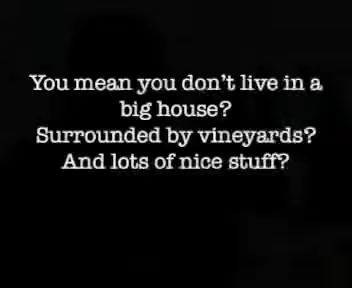 You mean you don't live in a
big house?
Surrounded by vineyards?
And lots of nice stuff?